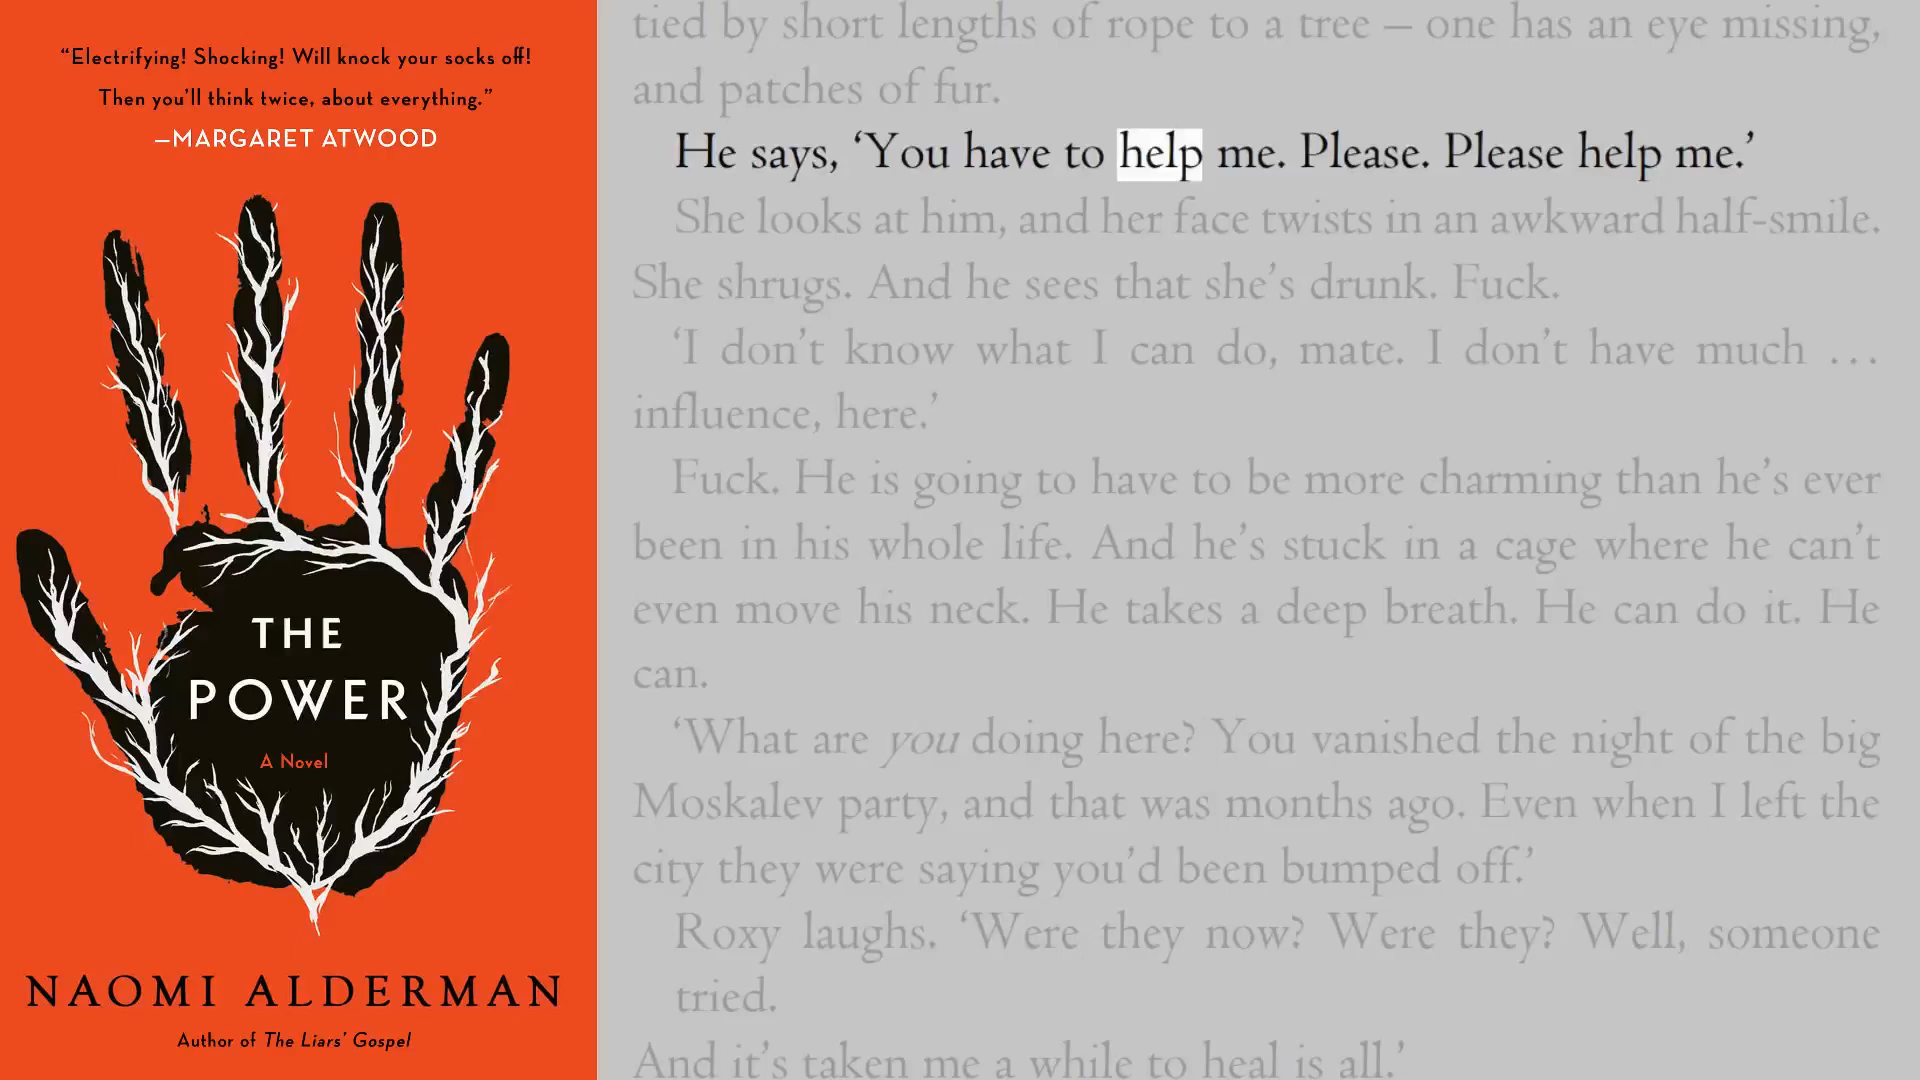 “Electrifying! Shocking! Will knock your socks off!
Then you’ll think twice, about everything.”
—MARGARET ATWOOD
THE
POWER
A Novel
NAOMI ALDERMAN
Author of The Liars’ Gospel
tied by short lengths of rope to a tree – one has an eye missing,
and patches of fur.
He says, ‘You have to help me. Please. Please help me.’
She looks at him, and her face twists in an awkward half-smile.
She shrugs. And he sees that she’s drunk. Fuck.
‘I don’t know what I can do, mate. I don’t have much …
influence, here.’
Fuck. He is going to have to be more charming than he’s ever
been in his whole life. And he’s stuck in a cage where he can’t
even move his neck. He takes a deep breath. He can do it. He
can.
‘What are you doing here? You vanished the night of the big
Moskalev party, and that was months ago. Even when I left the
city they were saying you’d been bumped off.’
Roxy laughs. ‘Were they now? Were they? Well, someone
tried.
And it’s taken me a while to heal is all.’